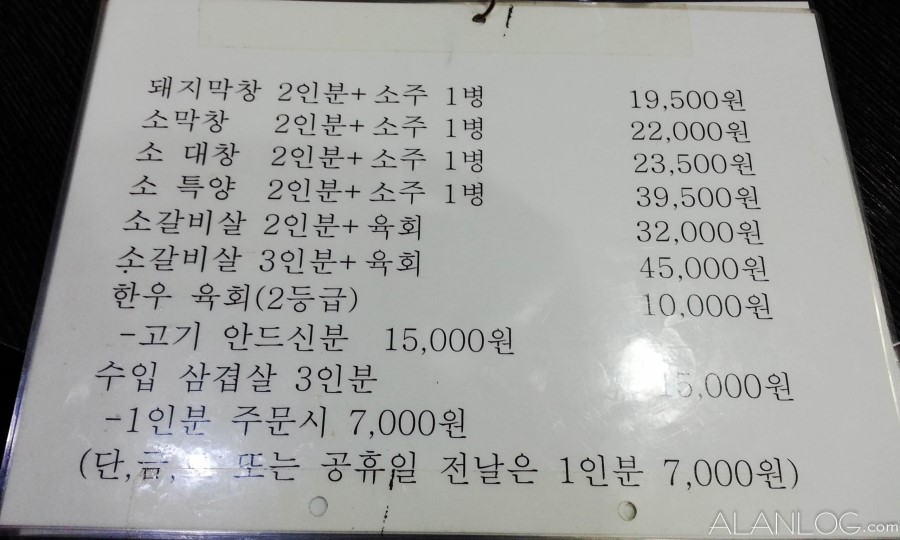 돼지막창 2인분+소주 1병 19,500원
소막창 2인분+소주 1병 22,000원
소 대창 2인분+소주 1병 23,500원
소 특양 2인분+소주 1병 39,500원
소갈비살 2인분+육회 32,000원
소갈비살 3인분+육회 45,000원
한우 육회(2등급) 10,000원
-고기 안드신분 15,000원
수입 삼겹살 3인분 15,000원
-1인분 주문시 7,000원
(단,금, 또는 공휴일 전날은 1인분 7,000원)
ALANLOG.com